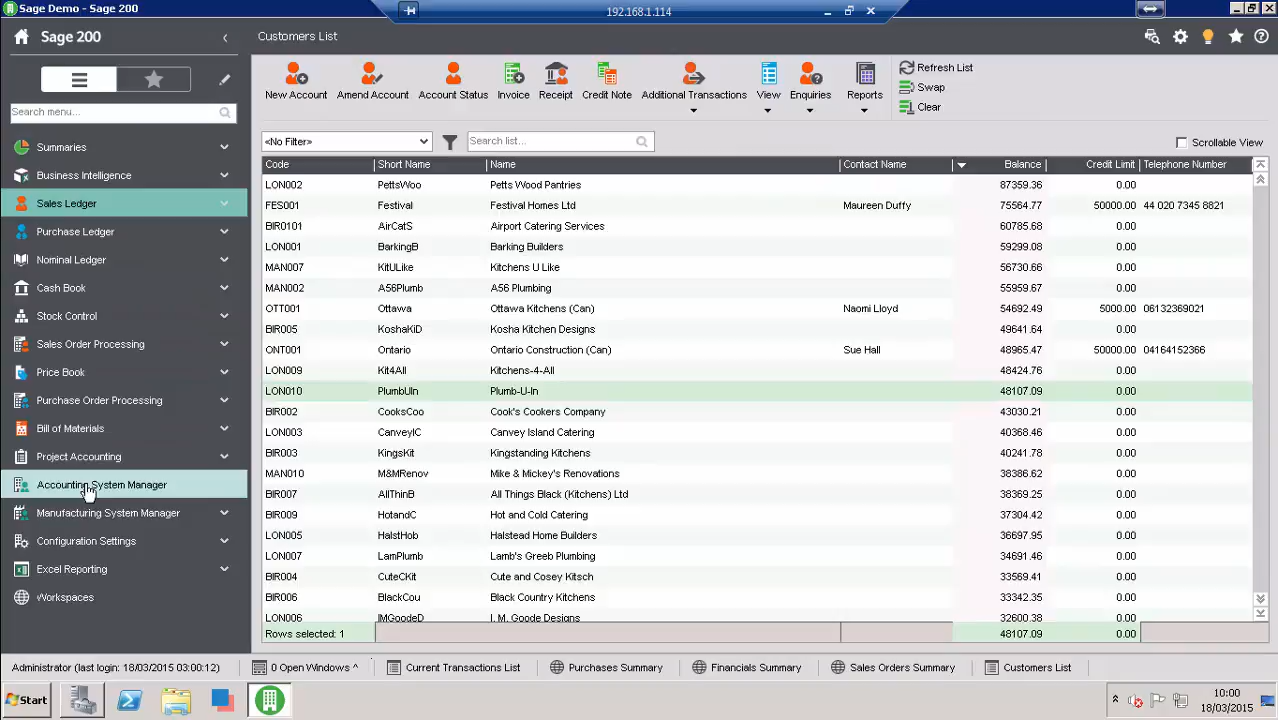 Sage Demo - Sage 200
192.168.1.114
Sage 200
Customers List
Search menu...
Summaries
Business Intelligence
Sales Ledger
Purchase Ledger
Nominal Ledger
Cash Book
Stock Control
Sales Order Processing
Price Book
Purchase Order Processing
Bill of Materials
Project Accounting
Accounting System Manager
Manufacturing System Manager
Configuration Settings
Excel Reporting
Workspaces
New Account Amend Account Account Status Invoice Receipt Credit Note Additional Transactions View Enquiries Reports
Refresh List
Swap
Clear
<No Filter> Search list... Scrollable View
Code Short Name Name Contact Name Balance Credit Limit Telephone Number
LON002 PettsWoo Petts Wood Pantries 87359.36 0.00
FES001 Festival Festival Homes Ltd Maureen Duffy 75564.77 50000.00 44 020 7345 8821
BIR0101 AirCatS Airport Catering Services 60785.68 0.00
LON001 BarkingB Barking Builders 59299.08 0.00
MAN007 KitULike Kitchens U Like 56730.66 0.00
MAN002 A56Plumb A56 Plumbing 55959.67 0.00
OTT001 Ottawa Ottawa Kitchens (Can) Naomi Lloyd 54692.49 5000.00 06132369021
BIR005 KoshaKiD Kosha Kitchen Designs 49641.64 0.00
ONT001 Ontario Ontario Construction (Can) Sue Hall 48965.47 50000.00 04164152366
LON009 Kit4All Kitchens-4-All 48424.76 0.00
LON010 PlumbUIn Plumb-U-In 48107.09 0.00
BIR002 CooksCoo Cook's Cookers Company 43030.21 0.00
LON003 CanveyIC Canvey Island Catering 40368.46 0.00
BIR003 KingsKit Kingstanding Kitchens 40241.78 0.00
MAN010 M&MRenov Mike & Mickey's Renovations 38386.62 0.00
BIR007 AllThinB All Things Black (Kitchens) Ltd 38369.25 0.00
BIR009 HotandC Hot and Cold Catering 37304.42 0.00
LON005 HalstHob Halstead Home Builders 36697.95 0.00
LON007 LamPlumb Lamb's Greeb Plumbing 34691.46 0.00
BIR004 CuteCKit Cute and Cosey Kitsch 33569.41 0.00
BIR006 BlackCou Black Country Kitchens 33342.35 0.00
LON006 IMGoodeD I. M. Goode Designs 32600.38 0.00
Rows selected: 1 48107.09 0.00
Administrator (last login: 18/03/2015 03:00:12) 0 Open Windows ^ Current Transactions List Purchases Summary Financials Summary Sales Orders Summary Customers List
Start
10:00
18/03/2015